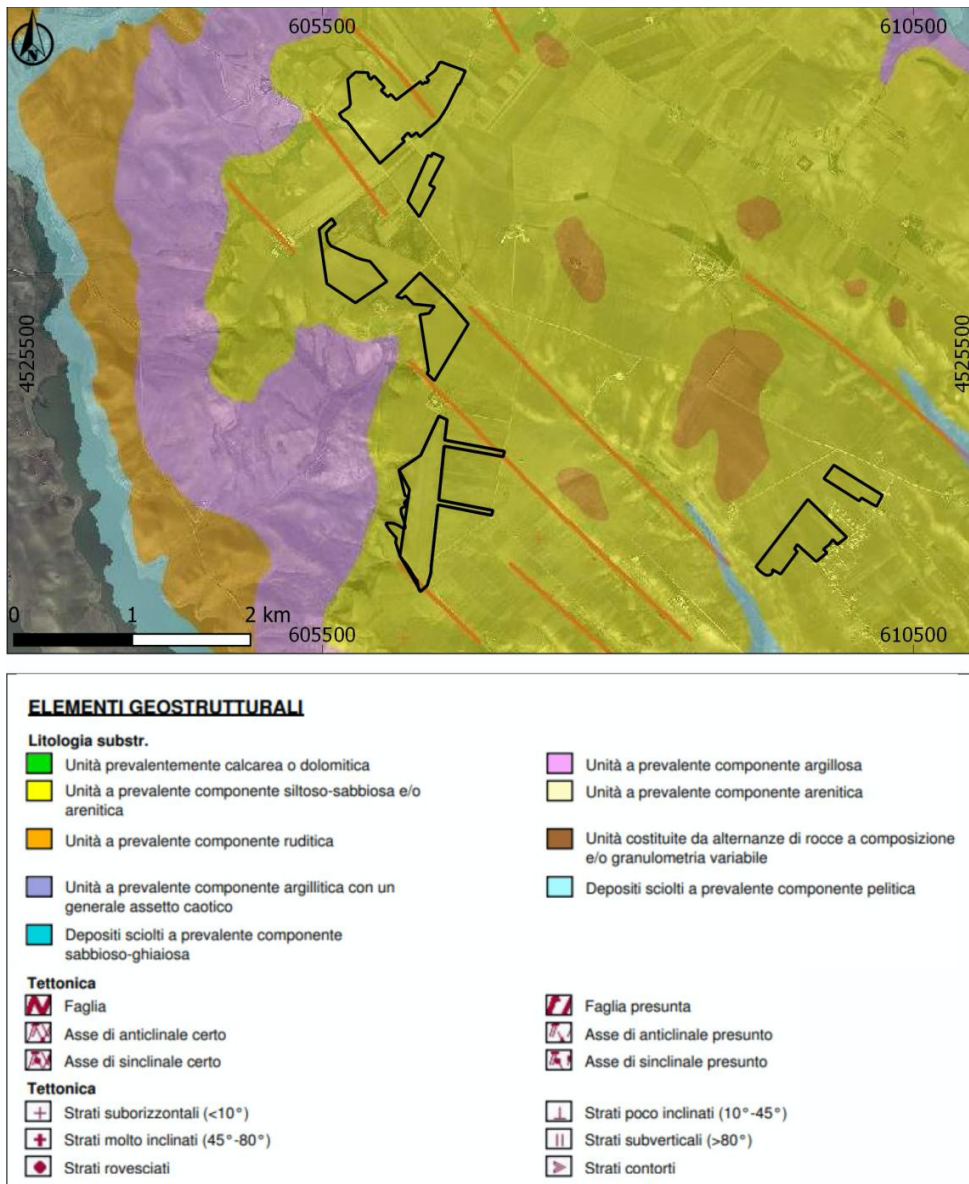 N
605500
610500
4525500
4525500
0 1 2 km
605500
610500
ELEMENTI GEOSTRUTTURALI
Litologia substr.
Unità prevalentemente calcarea o dolomitica
Unità a prevalente componente siltoso-sabbiosa e/o
arenitica
Unità a prevalente componente ruditica
Unità a prevalente componente argillitica con un
generale assetto caotico
Depositi sciolti a prevalente componente
sabbioso-ghiaiosa
Unità a prevalente componente argillosa
Unità a prevalente componente arenitica
Unità costituite da alternanze di rocce a composizione
e/o granulometria variabile
Depositi sciolti a prevalente componente pelitica
Tettonica
Faglia
Asse di anticlinale certo
Asse di sinclinale certo
Faglia presunta
Asse di anticlinale presunto
Asse di sinclinale presunto
Tettonica
Strati suborizzontali (<10°)
Strati molto inclinati (45°-80°)
Strati rovesciati
Strati poco inclinati (10°-45°)
Strati subverticali (>80°)
Strati contorti